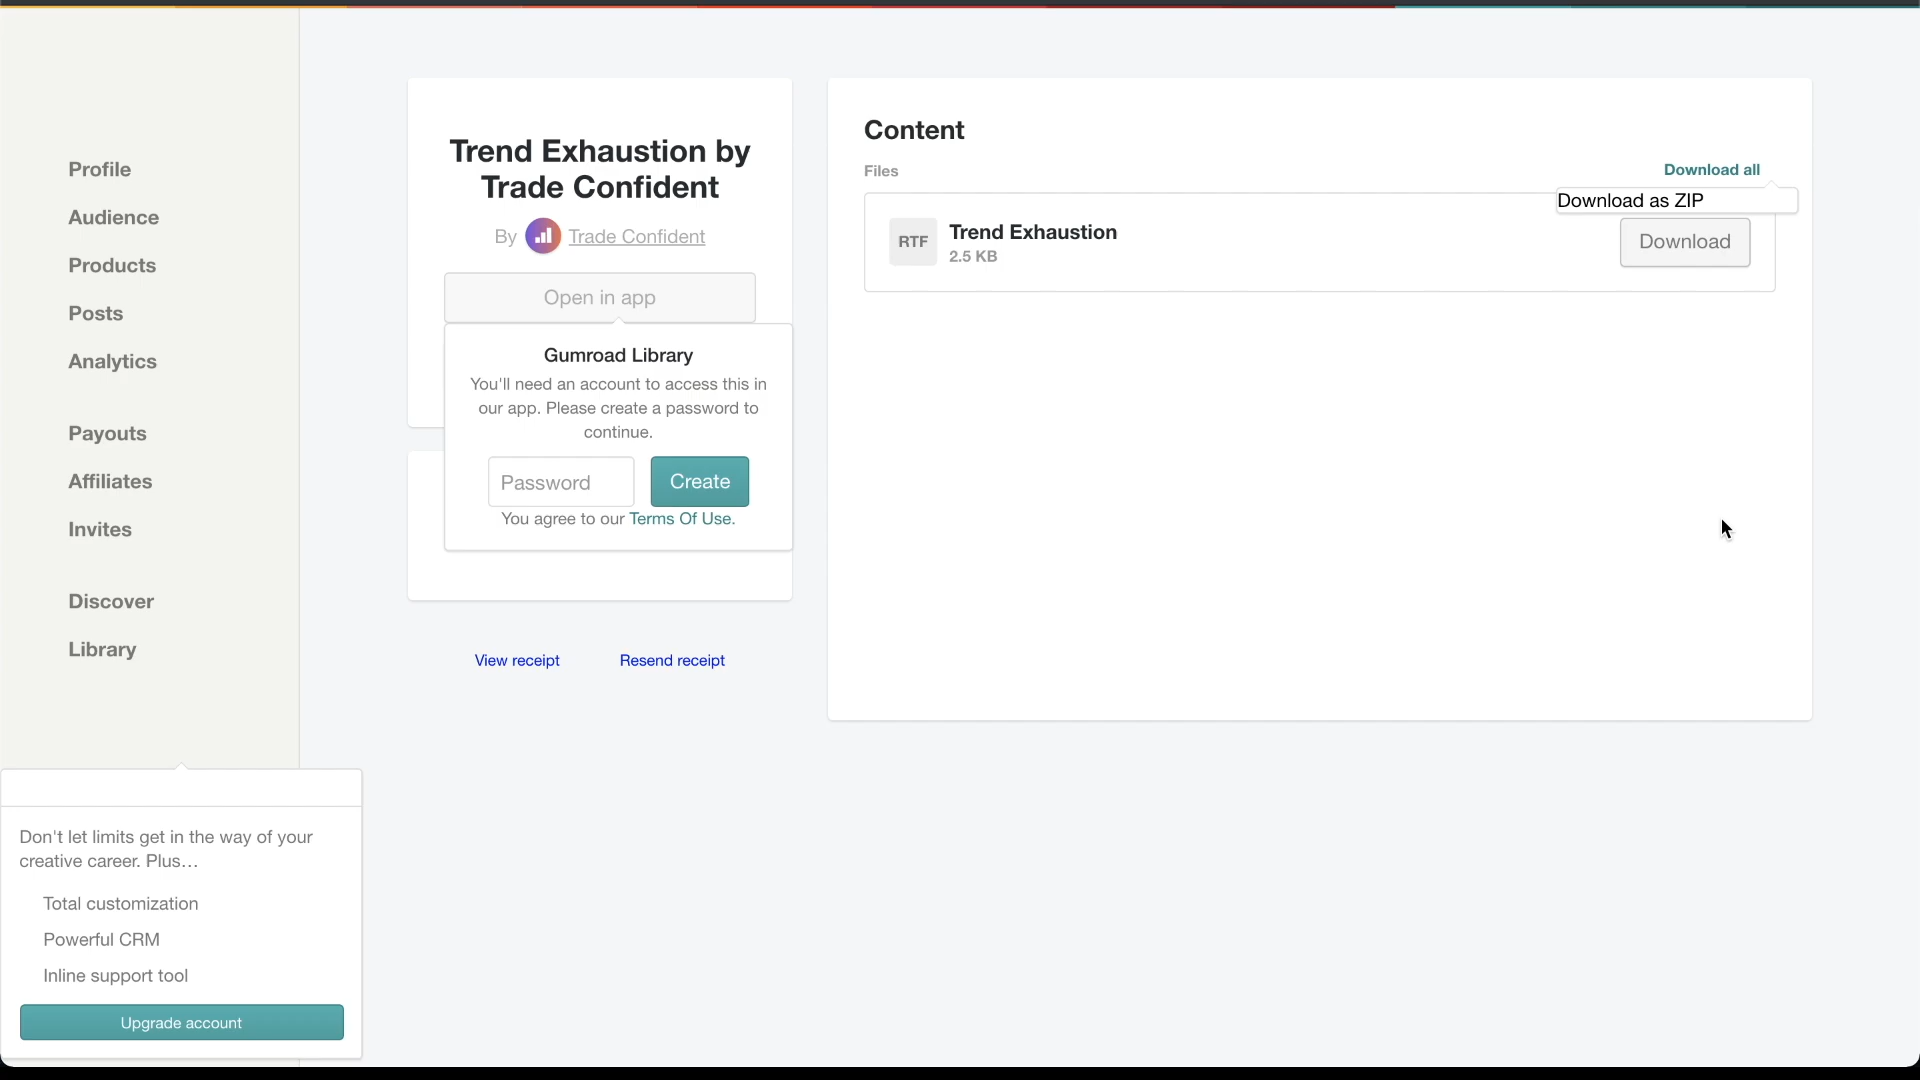 Profile
Audience
Products
Posts
Analytics
Payouts
Affiliates
Invites
Discover
Library
Don't let limits get in the way of your
creative career. Plus…
Total customization
Powerful CRM
Inline support tool
Upgrade account
Trend Exhaustion by
Trade Confident
By Trade Confident
Open in app
Gumroad Library
You'll need an account to access this in
our app. Please create a password to
continue.
Password Create
You agree to our Terms Of Use.
View receipt Resend receipt
Content
Files Download all
Download as ZIP
RTF Trend Exhaustion
2.5 KB
Download